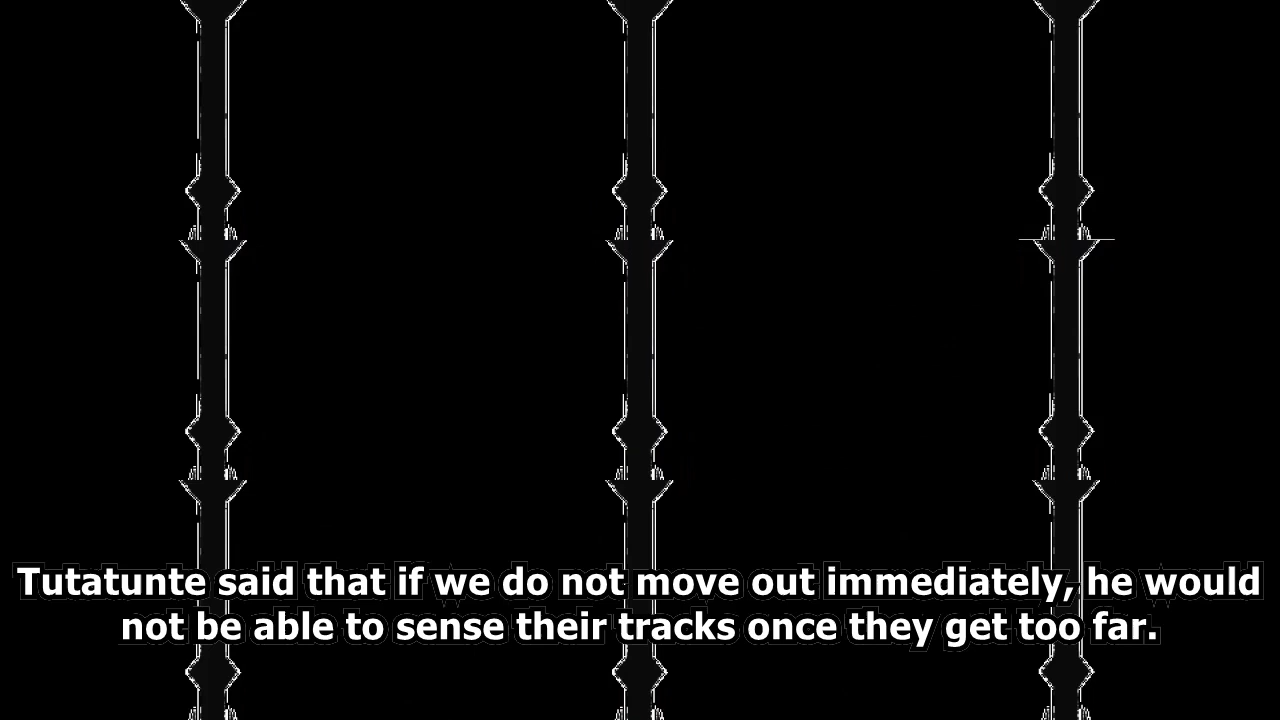 Tutatunte said that if we do not move out immediately, he would
not be able to sense their tracks once they get too far.